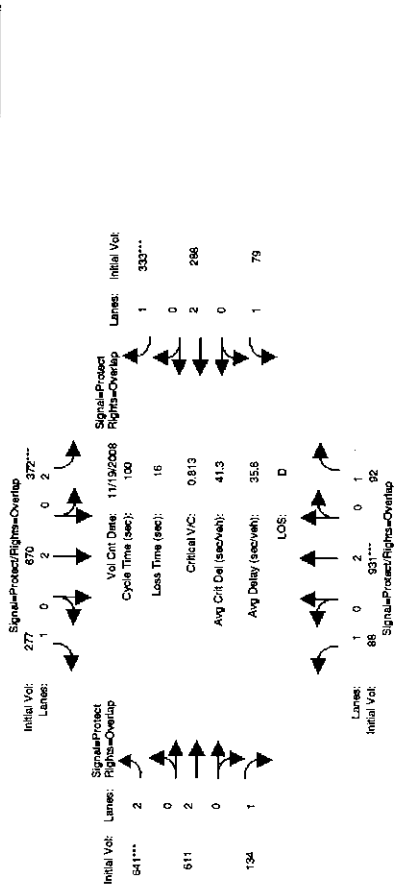 Signal=Protect/Rights=Overlap
Initial Vol: 277 670 372***
Lanes: 1 0 2 0 2
Initial Vol: Lanes: Signal=Protect
Rights=Overlap
641*** 2
0
611 2
0
134 1
Vol Cnt Date: 11/19/2008
Cycle Time (sec): 100
Loss Time (sec): 16
Critical V/C: 0.813
Avg Crit Del (sec/veh): 41.3
Avg Delay (sec/veh): 35.8
LOS: D
Signal=Protect
Rights=Overlap Lanes: Initial Vol:
1 333***
0
2 288
0
1 79
Lanes: 1 0 2 0 1
Initial Vol: 88 931*** 92
Signal=Protect/Rights=Overlap